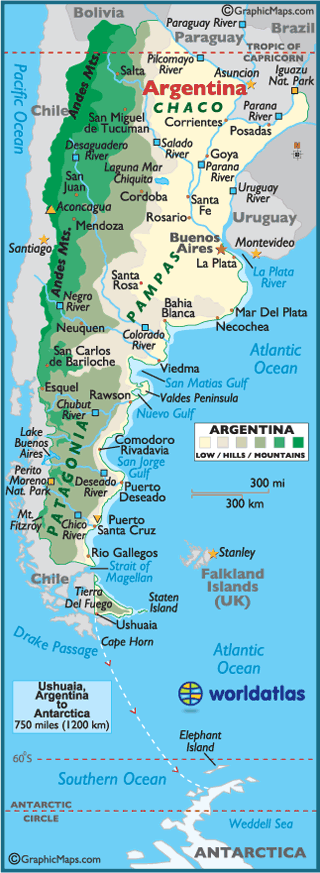 ©GraphicMaps.com
Bolivia
Paraguay River
Paraguay
Brazil
TROPIC OF
CAPRICORN
Pilcomayo
River
Andes Mts.
Salta
Asuncion
Iguazu
Nat. Park
Pacific Ocean
Argentina
CHACO
Chile
Parana
River
San Miguel
de Tucuman
Corrientes
Posadas
Desaguadero
River
Salado
River
Goya
Laguna Mar
Chiquita
Parana
River
San
Juan
Uruguay
River
Cordoba
Santa
Fe
Aconcagua
Rosario
Mendoza
Uruguay
Santiago
Andes Mts.
Buenos
Aires
Montevideo
La Plata
Santa
Rosa
PAMPAS
La Plata
River
Negro
River
Bahia
Blanca
Mar Del Plata
Neuquen
Colorado
River
Necochea
San Carlos
de Bariloche
Atlantic
Ocean
Viedma
San Matias Gulf
Esquel
Rawson
Valdes Peninsula
Chubut
River
Nuevo Gulf
PATAGONIA
Lake
Buenos
Aires
Comodoro
Rivadavia
San Jorge
Gulf
ARGENTINA
LOW / HILLS / MOUNTAINS
Perito
Moreno
Nat. Park
Deseado
River
Puerto
Deseado
300 mi
300 km
Mt.
Fitzroy
Chico
River
Puerto
Santa Cruz
Rio Gallegos
Stanley
Strait of
Magellan
Chile
Falkland
Islands
(UK)
Tierra
Del Fuego
Staten
Island
Ushuaia
Cape Horn
Drake Passage
Atlantic
Ocean
Ushuaia,
Argentina
to
Antarctica
750 miles (1200 km)
worldatlas
Elephant
Island
60°S
Southern Ocean
ANTARCTIC
CIRCLE
Weddell Sea
ANTARCTICA
©GraphicMaps.com